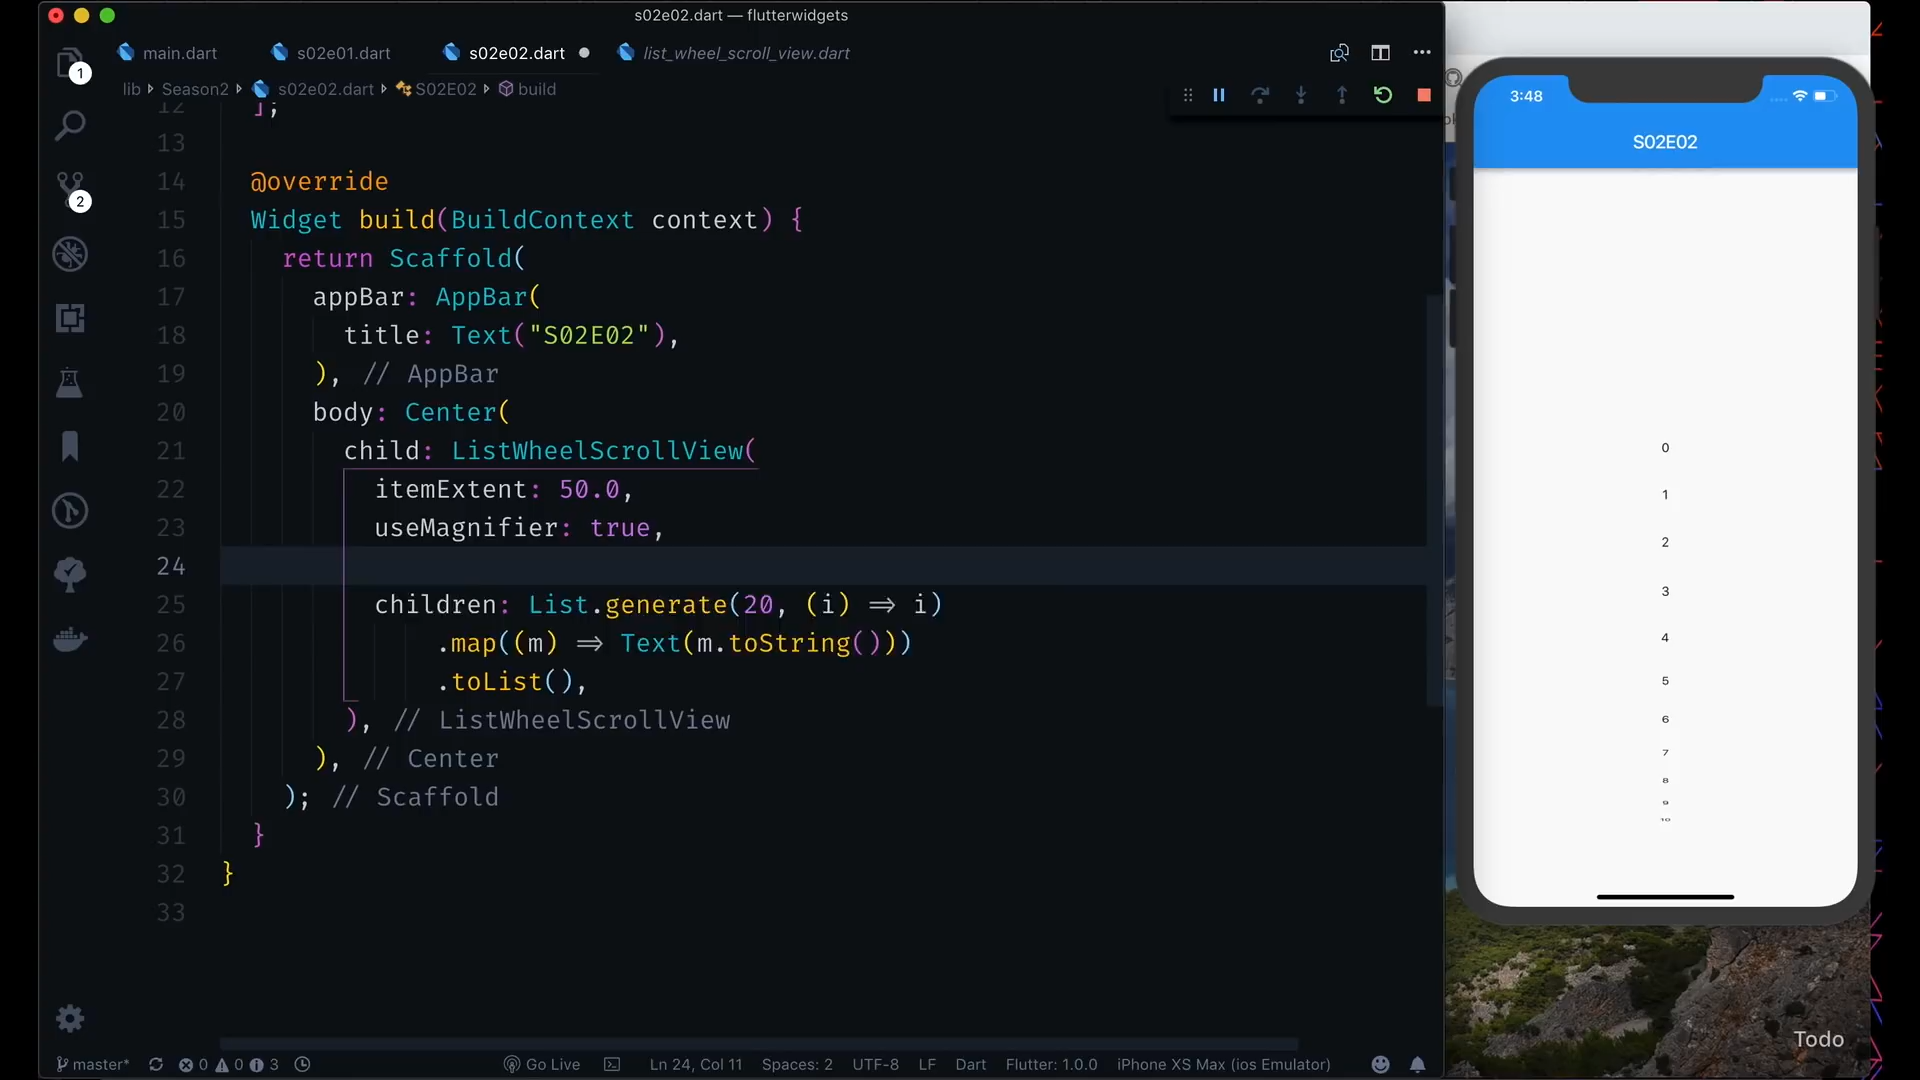 s02e02.dart — flutterwidgets
main.dart
s02e01.dart
s02e02.dart
list_wheel_scroll_view.dart
1
lib
Season2
s02e02.dart
S02E02
build
12 ];
13
14 @override
15 Widget build(BuildContext context) {
16 return Scaffold(
17 appBar: AppBar(
18 title: Text("S02E02"),
19 ), // AppBar
20 body: Center(
21 child: ListWheelScrollView(
22 itemExtent: 50.0,
23 useMagnifier: true,
24
25 children: List.generate(20, (i) => i)
26 .map((m) => Text(m.toString()))
27 .toList(),
28 ), // ListWheelScrollView
29 ), // Center
30 ); // Scaffold
31 }
32 }
33
2
master*
0 0 3
Go Live
Ln 24, Col 11
Spaces: 2
UTF-8
LF
Dart
Flutter: 1.0.0
iPhone XS Max (ios Emulator)
3:48
S02E02
0
1
2
3
4
5
6
7
8
9
10
Todo